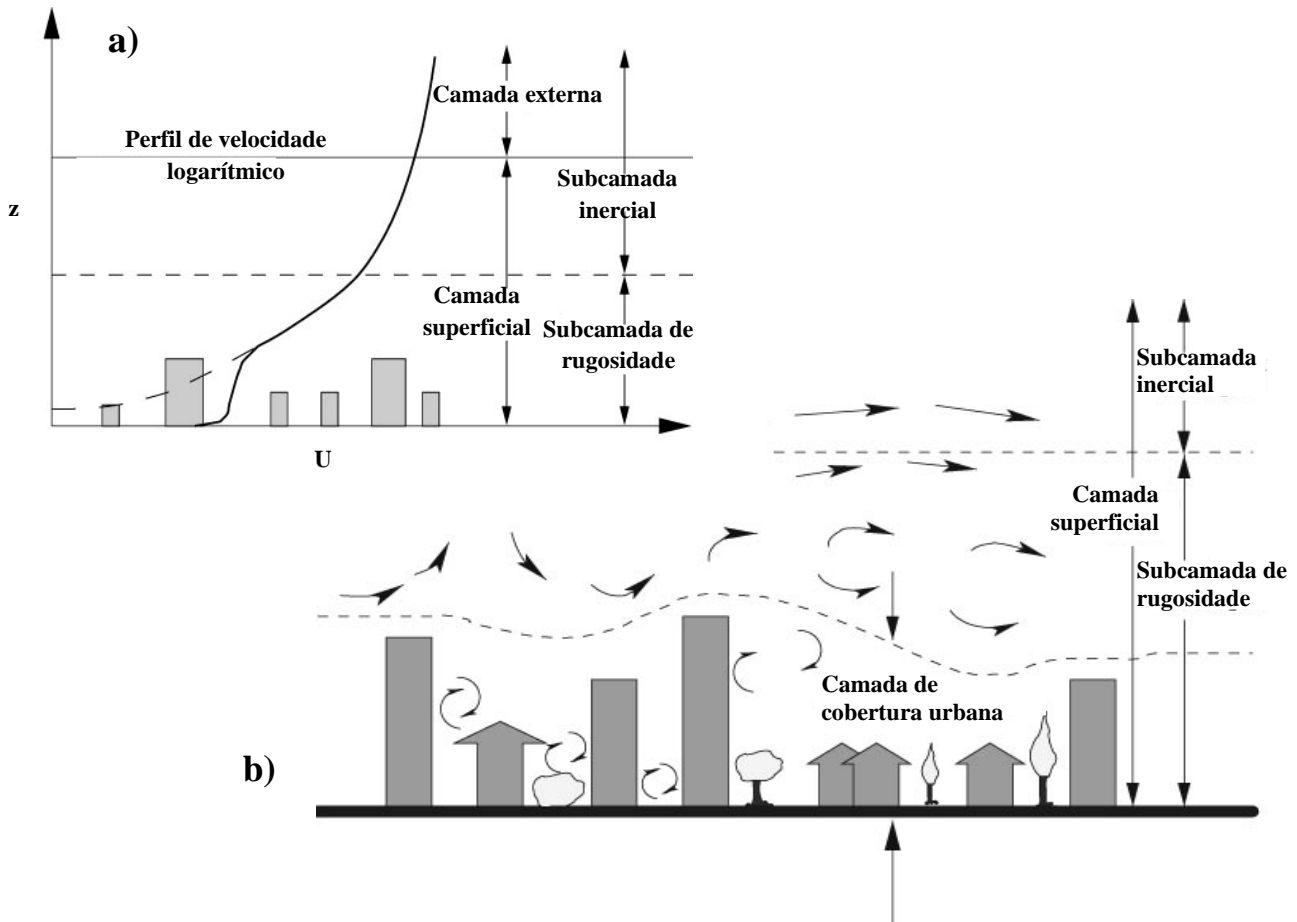 a)
Camada externa
Perfil de velocidade
logarítmico
z
Subcamada
inercial
Camada
superficial
Subcamada de
rugosidade
U
Subcamada
inercial
Camada
superficial
Subcamada de
rugosidade
Camada de
cobertura urbana
b)